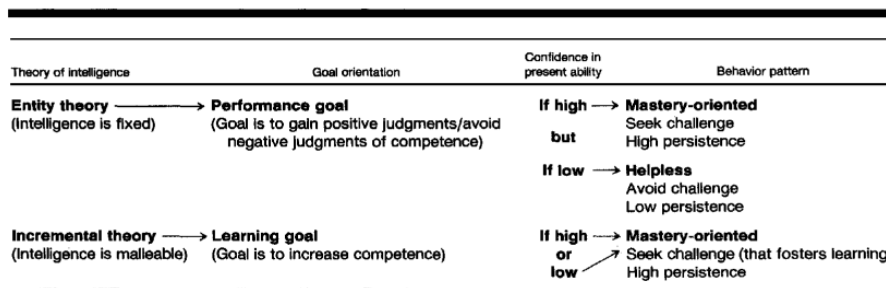 Theory of intelligence Goal orientation Confidence in present ability Behavior pattern
Entity theory → Performance goal If high → Mastery-oriented
(Intelligence is fixed) (Goal is to gain positive judgments/avoid Seek challenge
negative judgments of competence) but High persistence
If low → Helpless
Avoid challenge
Low persistence
Incremental theory → Learning goal If high → Mastery-oriented
(Intelligence is malleable) (Goal is to increase competence) or Seek challenge (that fosters learning
low High persistence